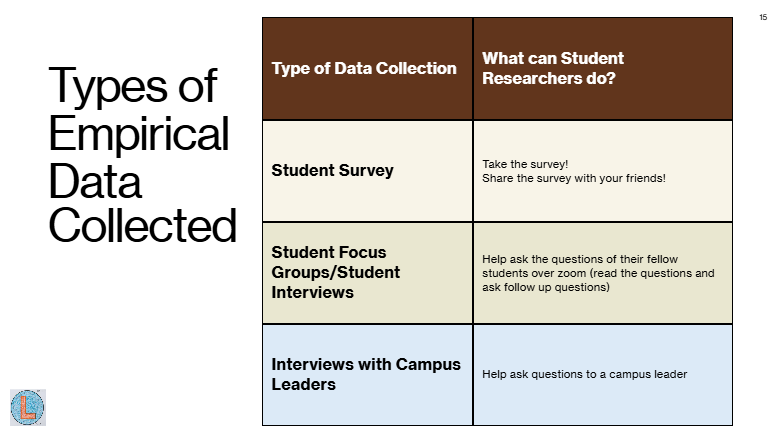 15
Types of
Empirical
Data
Collected
Type of Data Collection
What can Student
Researchers do?
Student Survey
Take the survey!
Share the survey with your friends!
Student Focus
Groups/Student
Interviews
Help ask the questions of their fellow
students over zoom (read the questions and
ask follow up questions)
Interviews with Campus
Leaders
Help ask questions to a campus leader
L